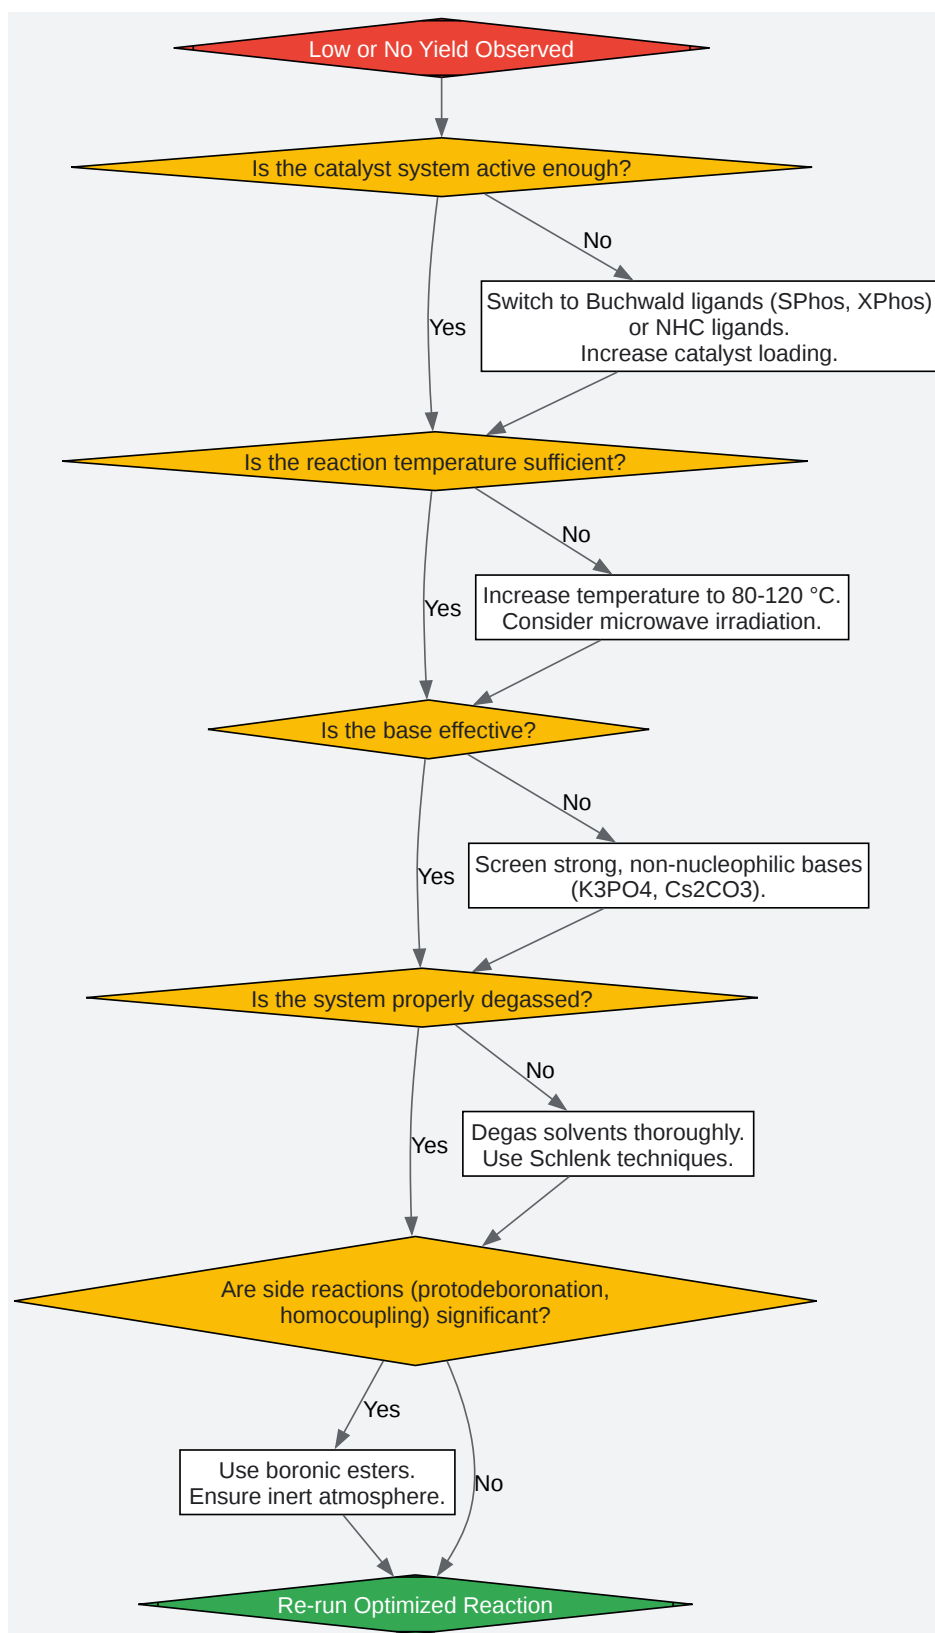 Low or No Yield Observed
Is the catalyst system active enough?
No
Switch to Buchwald ligands (SPhos, XPhos)
or NHC ligands.
Increase catalyst loading.
Yes
Is the reaction temperature sufficient?
No
Increase temperature to 80-120 °C.
Consider microwave irradiation.
Yes
Is the base effective?
No
Screen strong, non-nucleophilic bases
(K3PO4, Cs2CO3).
Yes
Is the system properly degassed?
No
Degas solvents thoroughly.
Use Schlenk techniques.
Yes
Are side reactions (protodeboronation,
homocoupling) significant?
Yes
Use boronic esters.
Ensure inert atmosphere.
No
Re-run Optimized Reaction